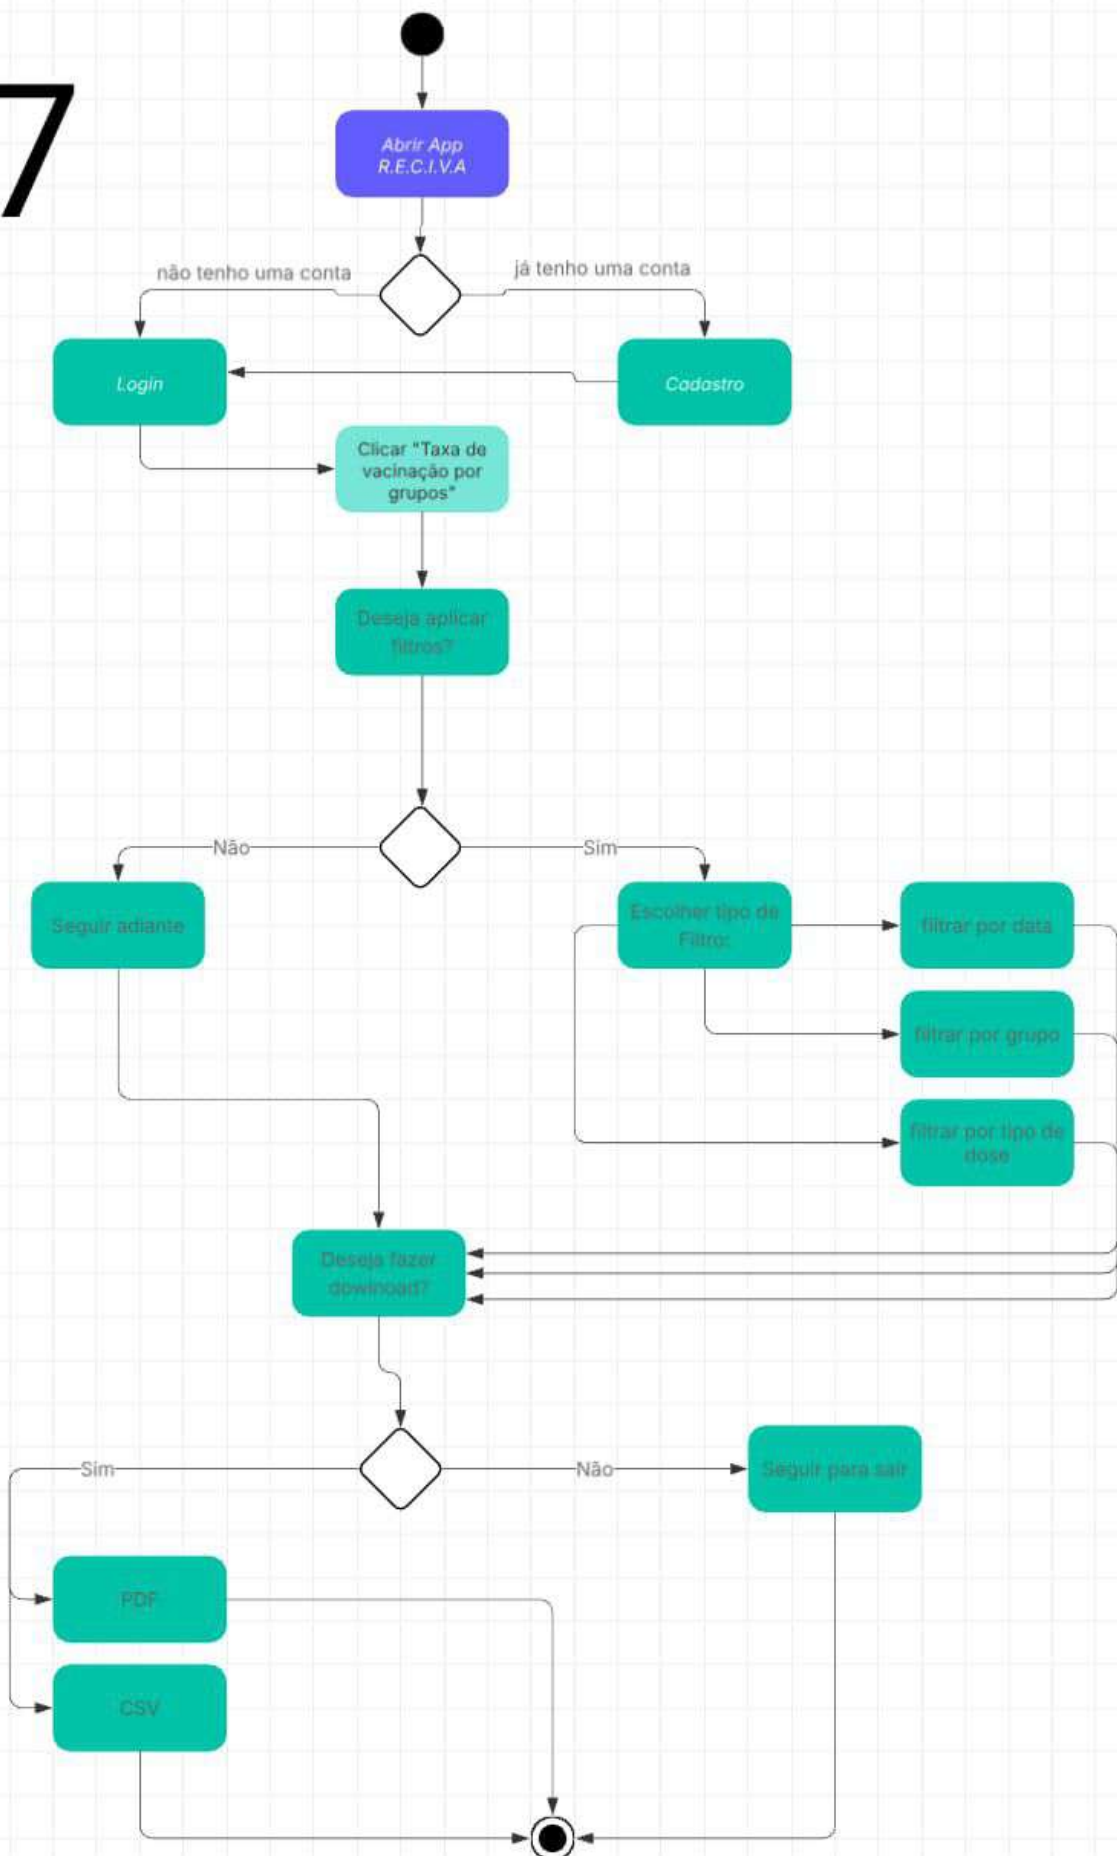 7
Abrir App
R.E.C.I.V.A
não tenho uma conta
já tenho uma conta
Login
Cadastro
Clicar "Taxa de
vacinação por
grupos"
Deseja aplicar
filtros?
Não
Sim
Seguir adiante
Escolher tipo de
Filtro:
filtrar por data
filtrar por grupo
filtrar por tipo de
dose
Deseja fazer
dowlnoad?
Sim
Não
Seguir para sair
PDF
CSV